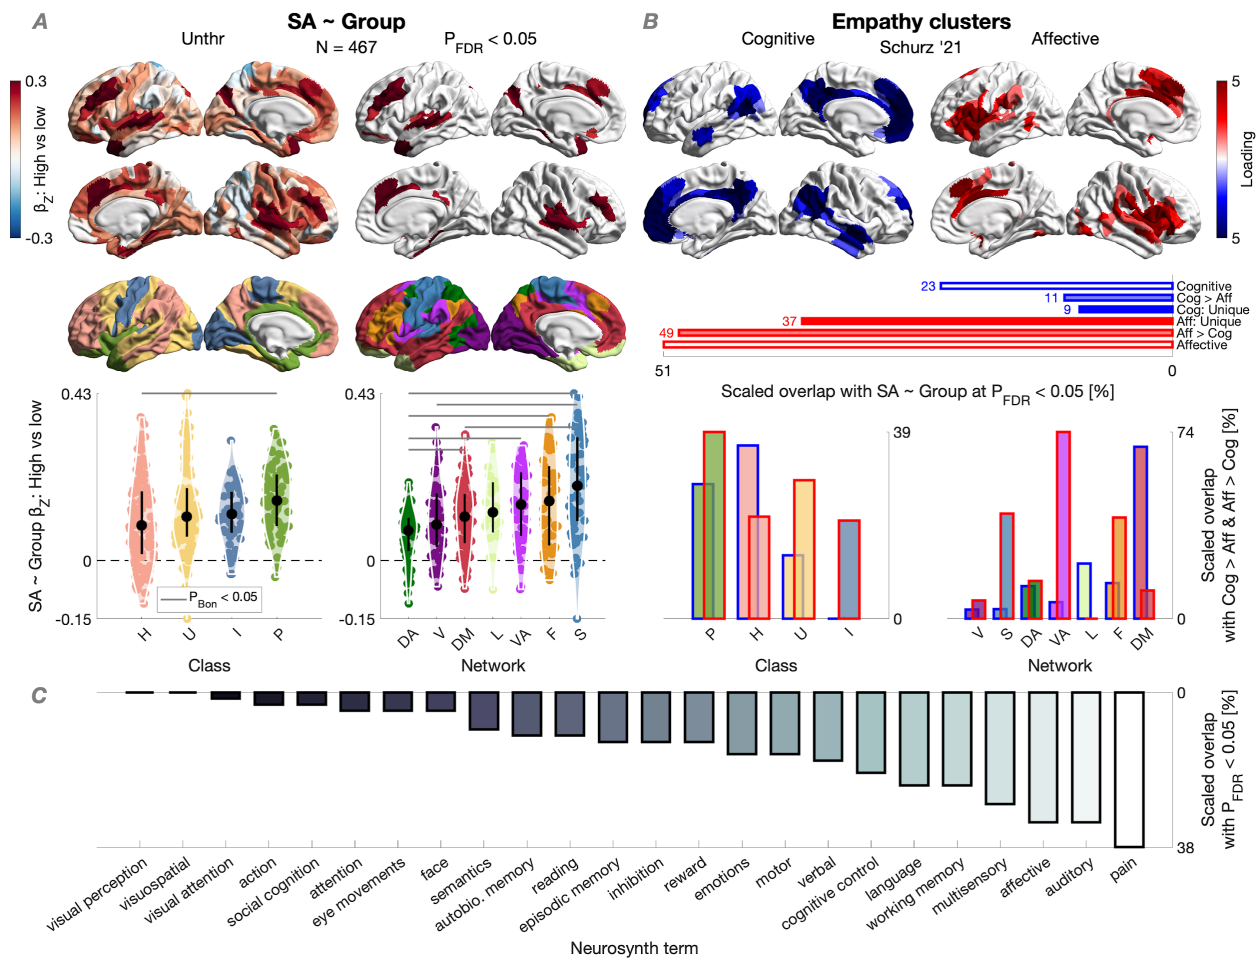 A
SA ~ Group
N = 467
Unthr
P_FDR < 0.05
0.3
β_Z: High vs low
-0.3
0.43
0
-0.15
SA ~ Group β_Z: High vs low
P_Bon < 0.05
H U I P
Class
0.43
0
-0.15
DA V DM L VA F S
Network
B
Empathy clusters
Cognitive
Schurz '21
Affective
5
Loading
5
23 Cognitive
11 Cog > Aff
9 Cog: Unique
37 Aff: Unique
49 Aff > Cog
Affective
51 0
Scaled overlap with SA ~ Group at P_FDR < 0.05 [%]
39
0
P H U I
Class
74
0
V S DA VA L F DM
Network
Scaled overlap
with Cog > Aff & Aff > Cog [%]
C
0
38
Scaled overlap
with P_FDR < 0.05 [%]
visual perception
visuospatial
visual attention
action
social cognition
attention
eye movements
face
semantics
autobio. memory
reading
episodic memory
inhibition
reward
emotions
motor
verbal
cognitive control
language
working memory
multisensory
affective
auditory
pain
Neurosynth term